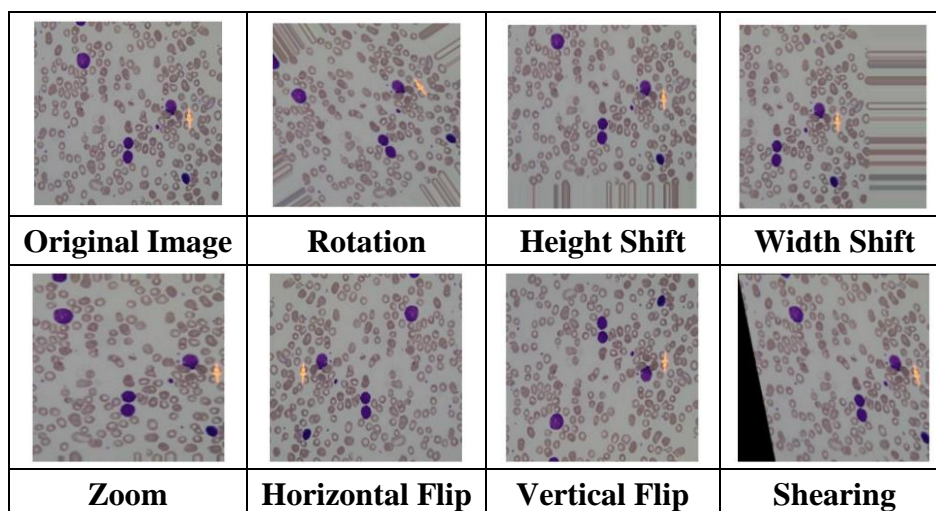 Original Image
Rotation
Height Shift
Width Shift
Zoom
Horizontal Flip
Vertical Flip
Shearing